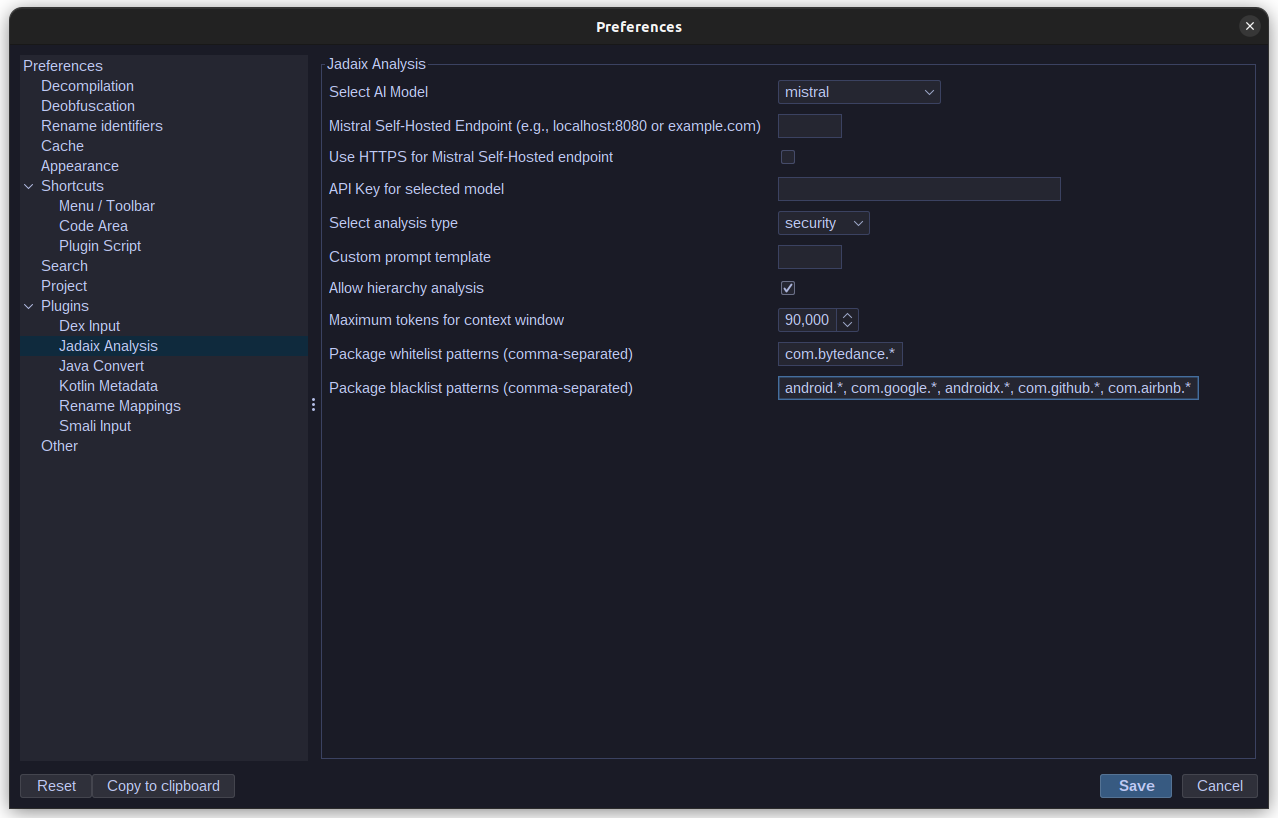 Preferences
Preferences
Decompilation
Deobfuscation
Rename identifiers
Cache
Appearance
Shortcuts
Menu / Toolbar
Code Area
Plugin Script
Search
Project
Plugins
Dex Input
Jadaix Analysis
Java Convert
Kotlin Metadata
Rename Mappings
Smali Input
Other
Jadaix Analysis
Select AI Model mistral
Mistral Self-Hosted Endpoint (e.g., localhost:8080 or example.com)
Use HTTPS for Mistral Self-Hosted endpoint
API Key for selected model
Select analysis type security
Custom prompt template
Allow hierarchy analysis
Maximum tokens for context window 90,000
Package whitelist patterns (comma-separated) com.bytedance.*
Package blacklist patterns (comma-separated) android.*, com.google.*, androidx.*, com.github.*, com.airbnb.*
Reset Copy to clipboard Save Cancel